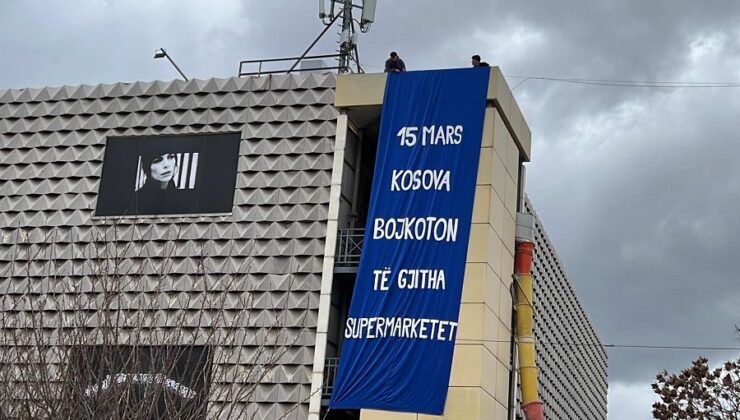 15 MARS
KOSOVA
BOJKOTON
TË GJITHA
SUPERMARKETET